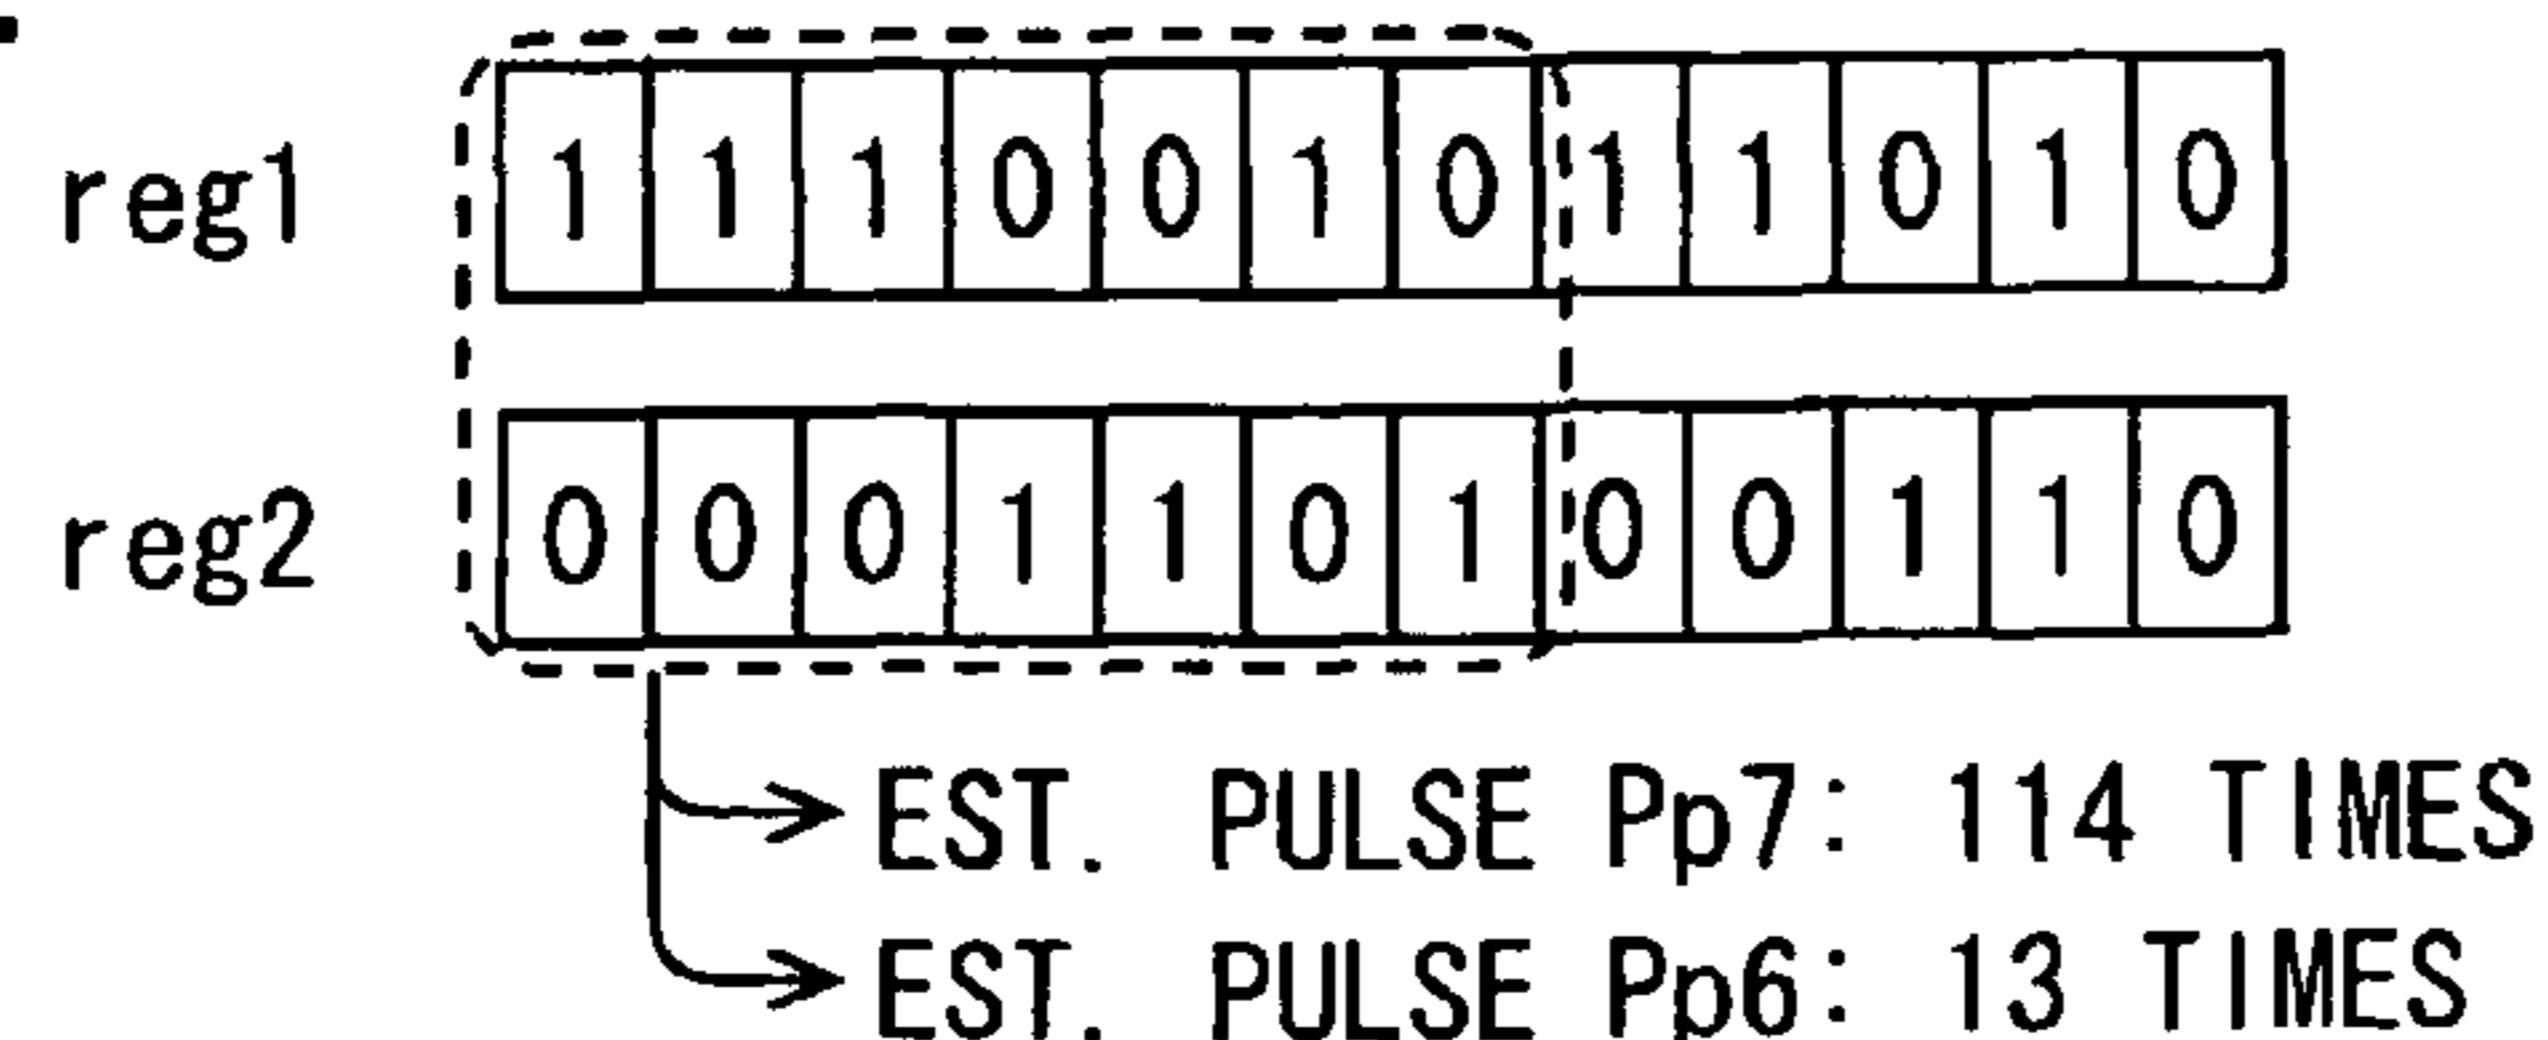 reg1 1 1 1 0 0 1 0 1 1 0 1 0
reg2 0 0 0 1 1 0 1 0 0 1 1 0
EST. PULSE Pp7: 114 TIMES
EST. PULSE Pp6: 13 TIMES